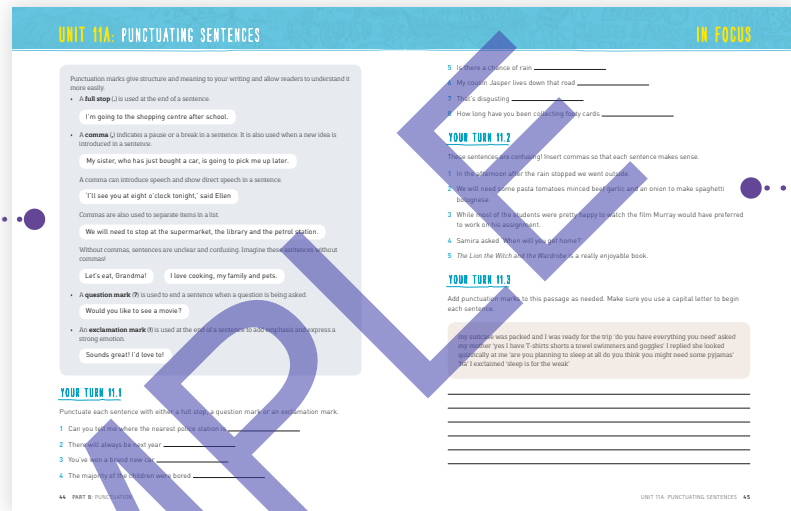 UNIT 11A: PUNCTUATING SENTENCES
Punctuation marks give structure and meaning to your writing and allow readers to understand it
more easily.
• A full stop (.) is used at the end of a sentence.
I'm going to the shopping centre after school.
• A comma (,) indicates a pause or a break in a sentence. It is also used when a new idea is
introduced in a sentence.
My sister, who has just bought a car, is going to pick me up later.
A comma can introduce speech and show direct speech in a sentence.
'I'll see you at eight o'clock tonight,' said Ellen
Commas are also used to separate items in a list.
We will need to stop at the supermarket, the library and the petrol station.
Without commas, sentences are unclear and confusing. Imagine these sentences without
commas!
Let's eat, Grandma! I love cooking, my family and pets.
• A question mark (?) is used to end a sentence when a question is being asked.
Would you like to see a movie?
• An exclamation mark (!) is used at the end of a sentence to add emphasis and express a
strong emotion.
Sounds great! I'd love to!
YOUR TURN 11.1
Punctuate each sentence with either a full stop, a question mark or an exclamation mark.
1 Can you tell me where the nearest police station is
2 There will always be next year
3 You've won a brand new car
4 The majority of the children were bored
44 PART B: PUNCTUATION
IN FOCUS
5 Is there a chance of rain
6 My cousin Jasper lives down that road
7 That's disgusting
8 How long have you been collecting footy cards
YOUR TURN 11.2
These sentences are confusing! Insert commas so that each sentence makes sense.
1 In the afternoon after the rain stopped we went outside.
2 We will need some pasta tomatoes minced beef garlic and an onion to make spaghetti
bolognese.
3 While most of the students were pretty happy to watch the film Murray would have preferred
to work on his assignment.
4 Samira asked 'When will you get home?'
5 The Lion the Witch and the Wardrobe is a really enjoyable book.
YOUR TURN 11.3
Add punctuation marks to this passage as needed. Make sure you use a capital letter to begin
each sentence.
my suitcase was packed and I was ready for the trip 'do you have everything you need' asked
my mother 'yes I have T-shirts shorts a towel swimmers and goggles' I replied she looked
quizzically at me 'are you planning to sleep at all do you think you might need some pyjamas'
'ha' I exclaimed 'sleep is for the weak'
UNIT 11A: PUNCTUATING SENTENCES 45